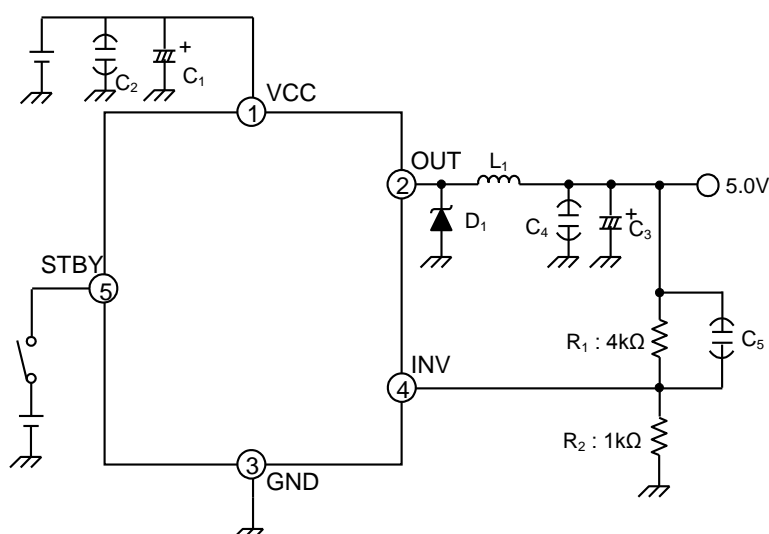 +
C₂
C₁
VCC
1
OUT
2
L₁
5.0V
D₁
C₄
+
C₃
STBY
5
R₁ : 4kΩ
C₅
INV
4
R₂ : 1kΩ
3
GND